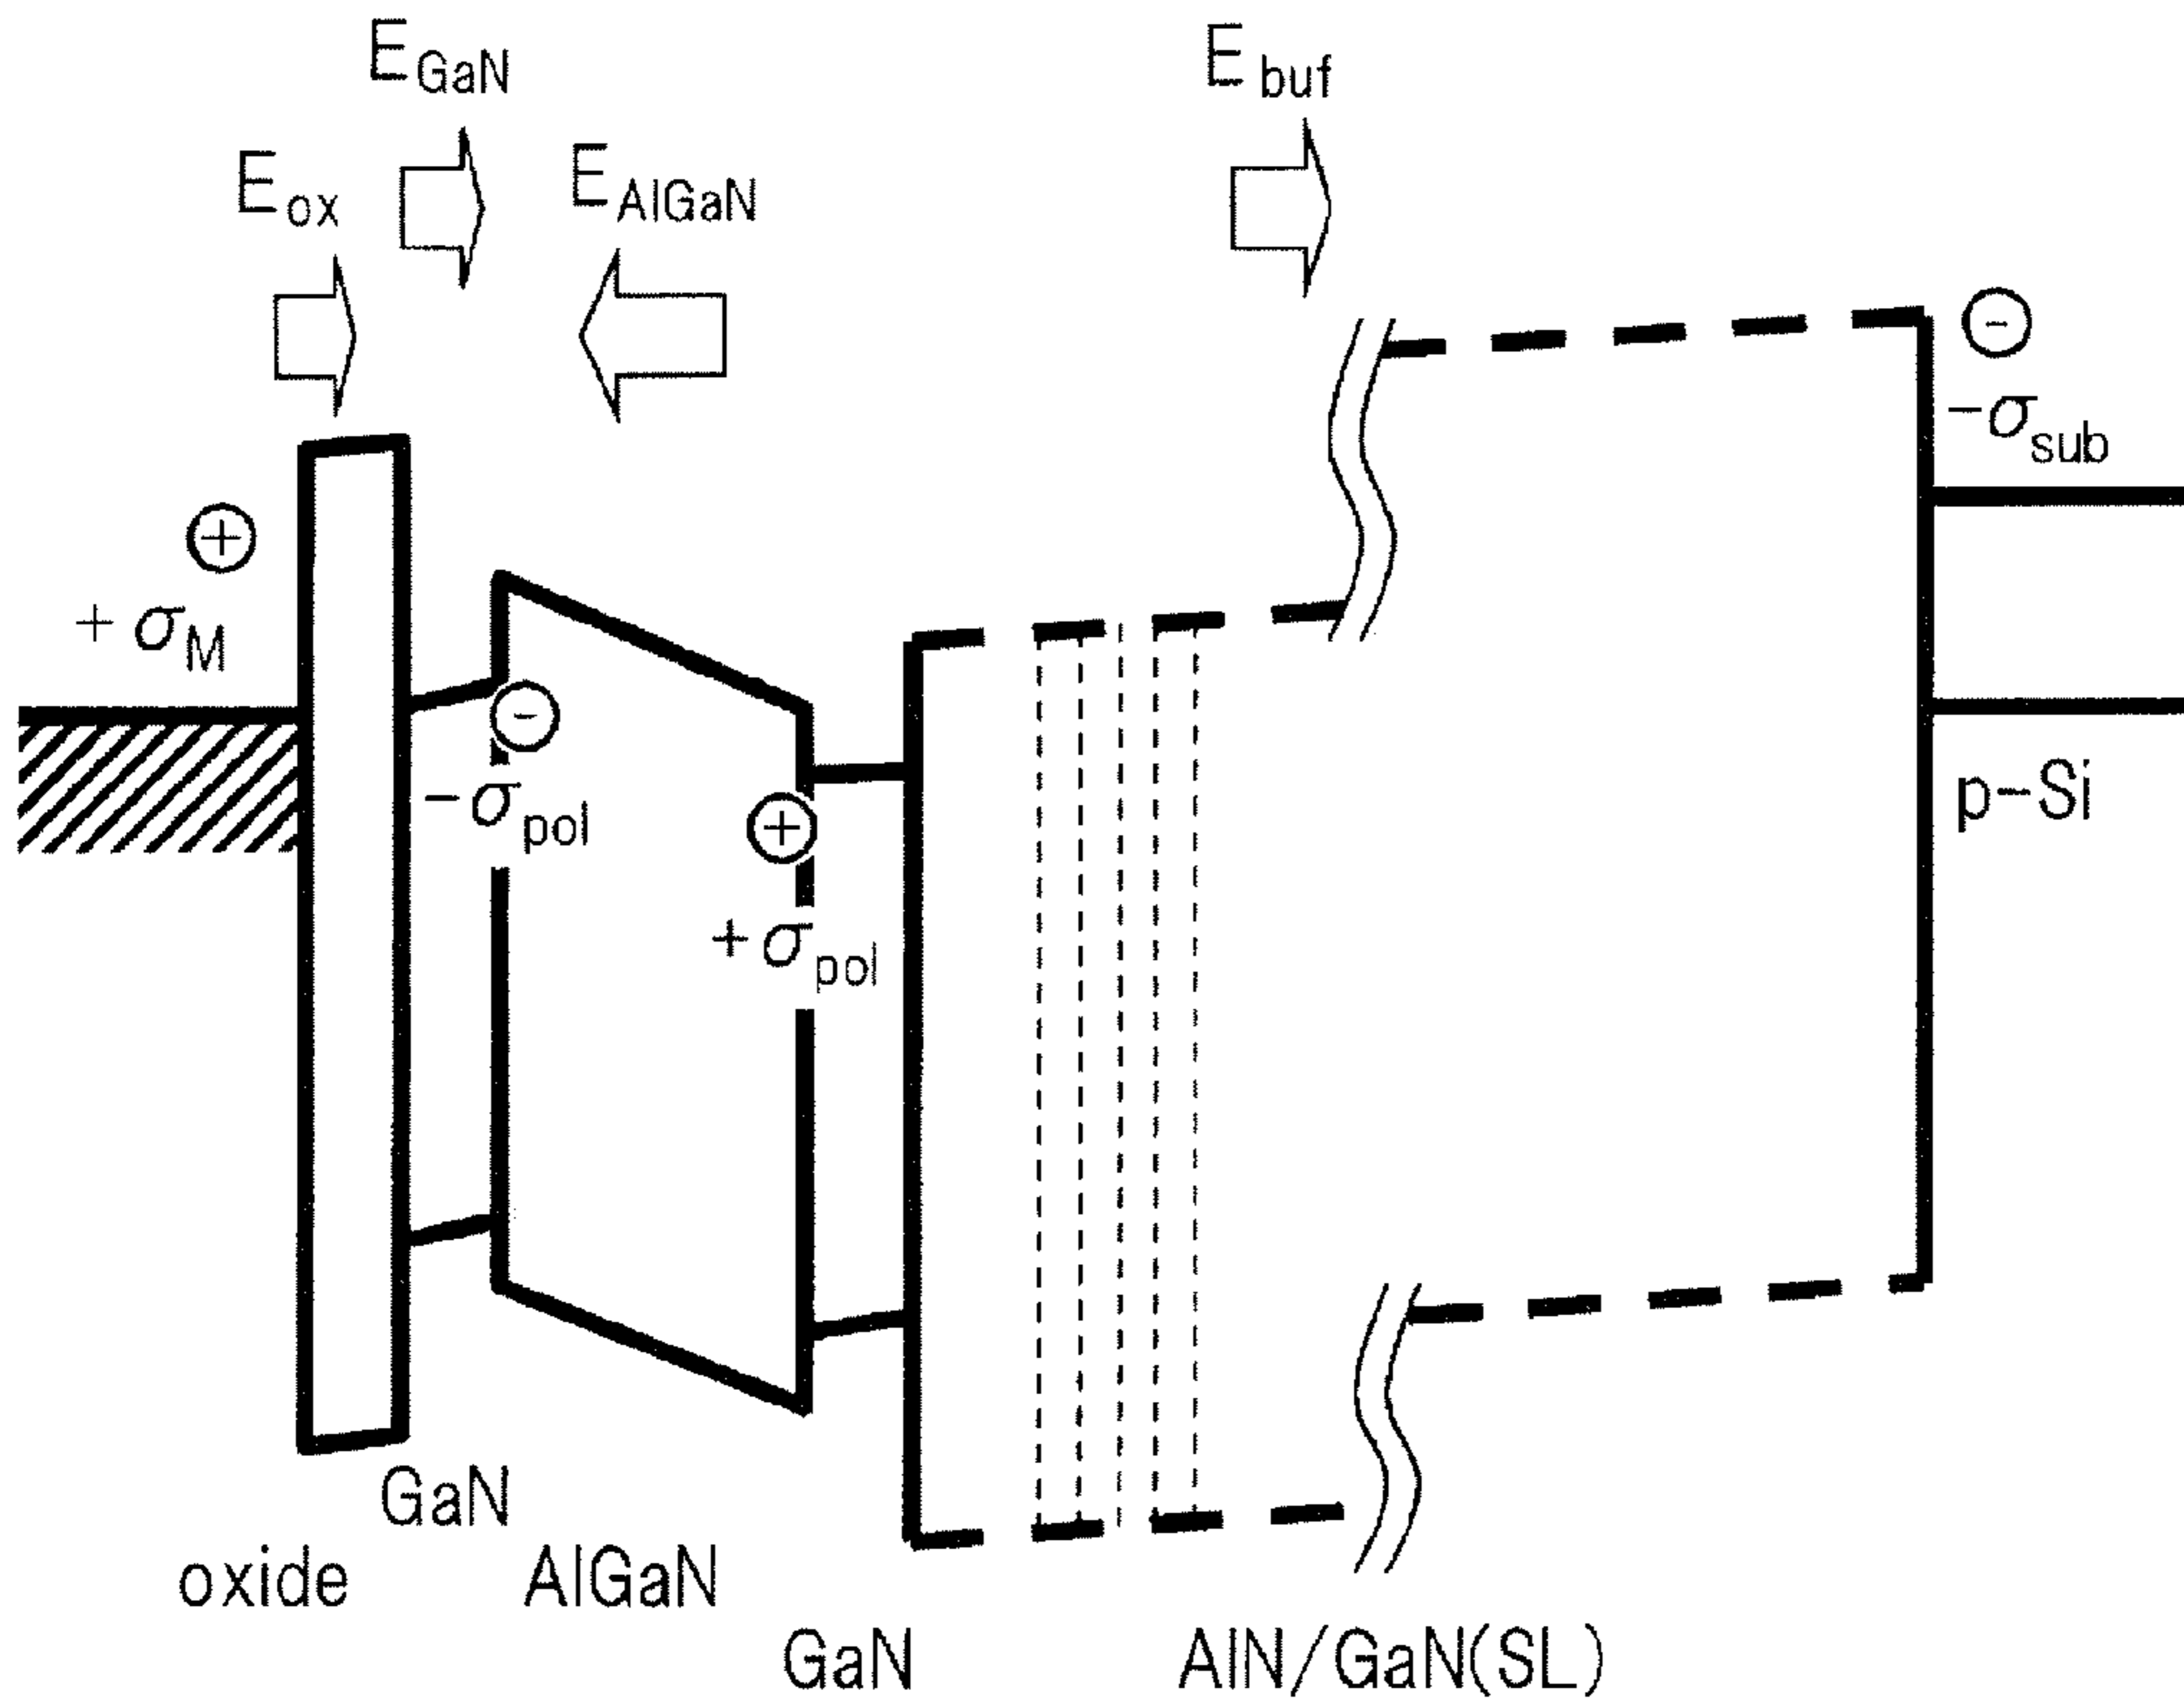 E_GaN
E_buf
E_ox
E_AlGaN
⊖
−σ_sub
⊕
+σ_M
⊖
−σ_pol
⊕
+σ_pol
p-Si
GaN
oxide
AlGaN
GaN
AlN/GaN(SL)